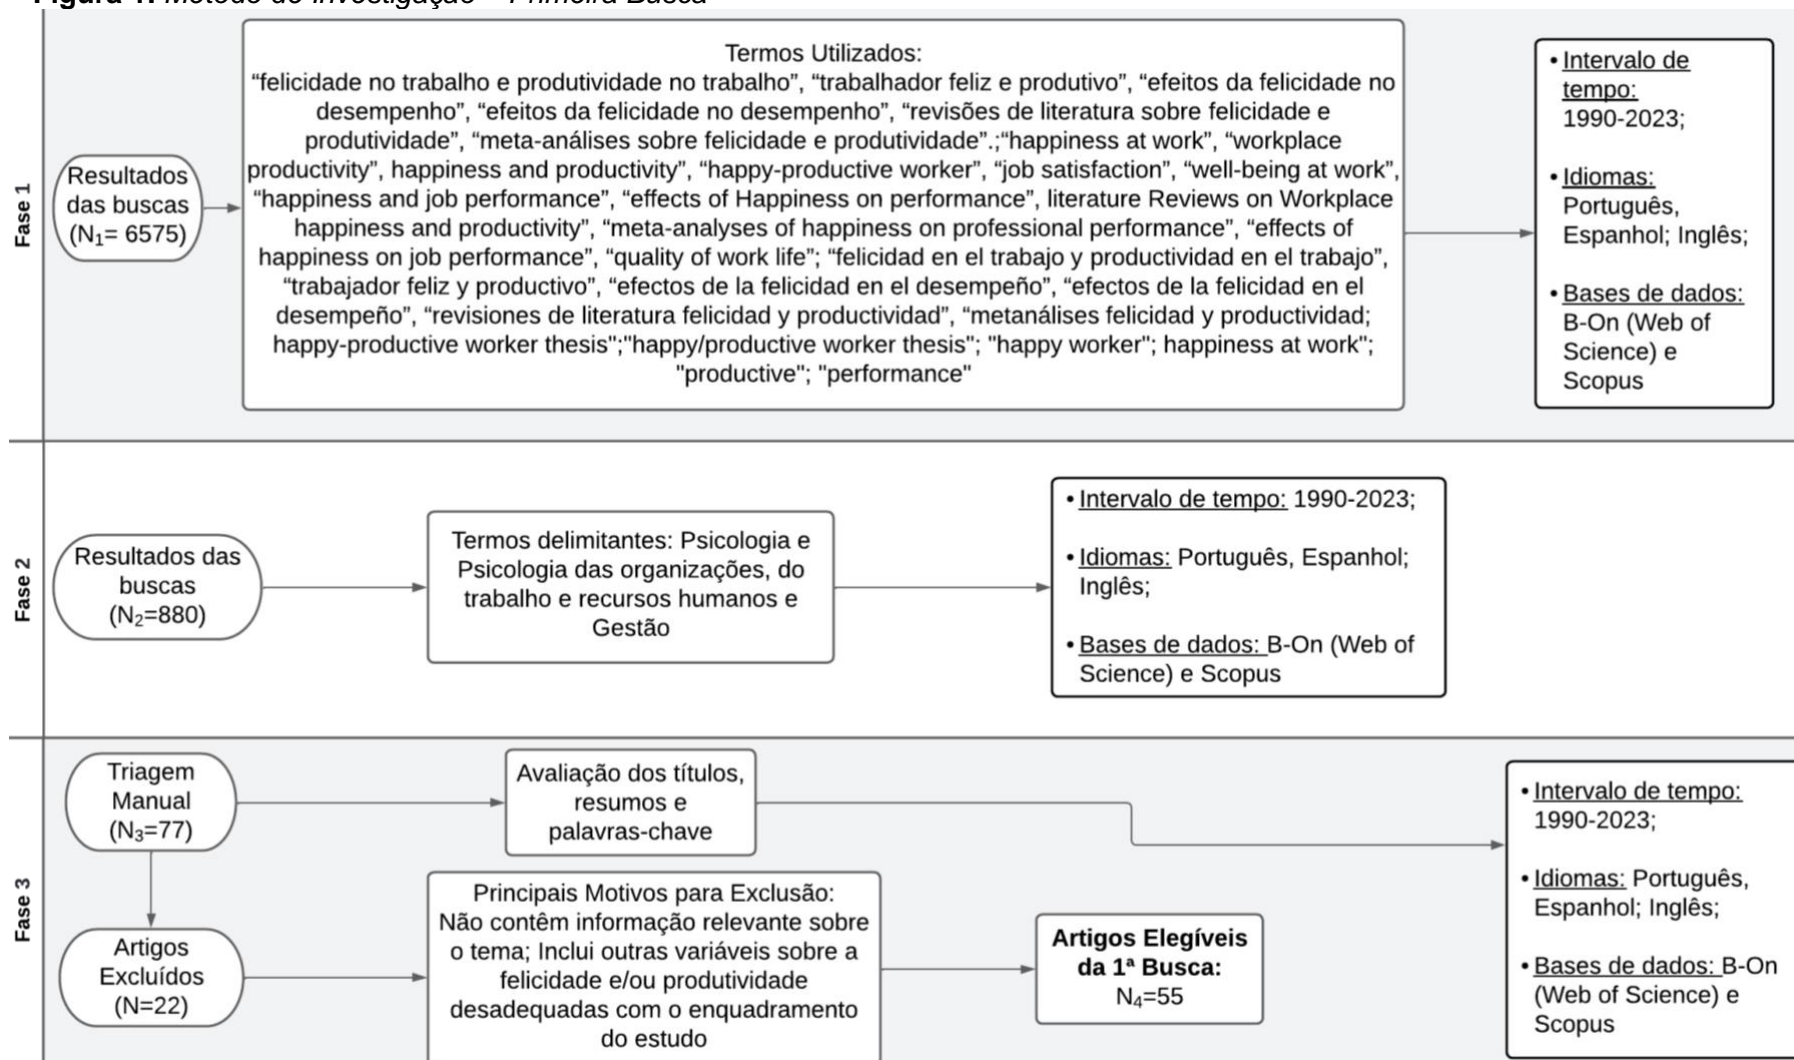 Figura 1. Método de Investigação – Primeira Busca
Fase 1
Resultados
das buscas
(N₁= 6575)
Termos Utilizados:
“felicidade no trabalho e produtividade no trabalho”, “trabalhador feliz e produtivo”, “efeitos da felicidade no
desempenho”, “efeitos da felicidade no desempenho”, “revisões de literatura sobre felicidade e
produtividade”, “meta-análises sobre felicidade e produtividade”.;“happiness at work”, “workplace
productivity”, happiness and productivity”, “happy-productive worker”, “job satisfaction”, “well-being at work”,
“happiness and job performance”, “effects of Happiness on performance”, literature Reviews on Workplace
happiness and productivity”, “meta-analyses of happiness on professional performance”, “effects of
happiness on job performance”, “quality of work life”; “felicidad en el trabajo y productividad en el trabajo”,
“trabajador feliz y productivo”, “efectos de la felicidad en el desempeño”, “efectos de la felicidad en el
desempeño”, “revisiones de literatura felicidad y productividad”, “metanálises felicidad y productividad;
happy-productive worker thesis";"happy/productive worker thesis"; "happy worker"; happiness at work";
"productive"; "performance"
• Intervalo de
tempo:
1990-2023;
• Idiomas:
Português,
Espanhol; Inglês;
• Bases de dados:
B-On (Web of
Science) e
Scopus
Fase 2
Resultados das
buscas
(N₂=880)
Termos delimitantes: Psicologia e
Psicologia das organizações, do
trabalho e recursos humanos e
Gestão
• Intervalo de tempo: 1990-2023;
• Idiomas: Português, Espanhol;
Inglês;
• Bases de dados: B-On (Web of
Science) e Scopus
Fase 3
Triagem
Manual
(N₃=77)
Avaliação dos títulos,
resumos e
palavras-chave
• Intervalo de tempo:
1990-2023;
• Idiomas: Português,
Espanhol; Inglês;
• Bases de dados: B-On
(Web of Science) e
Scopus
Artigos
Excluídos
(N=22)
Principais Motivos para Exclusão:
Não contêm informação relevante sobre
o tema; Inclui outras variáveis sobre a
felicidade e/ou produtividade
desadequadas com o enquadramento
do estudo
Artigos Elegíveis
da 1ª Busca:
N₄=55